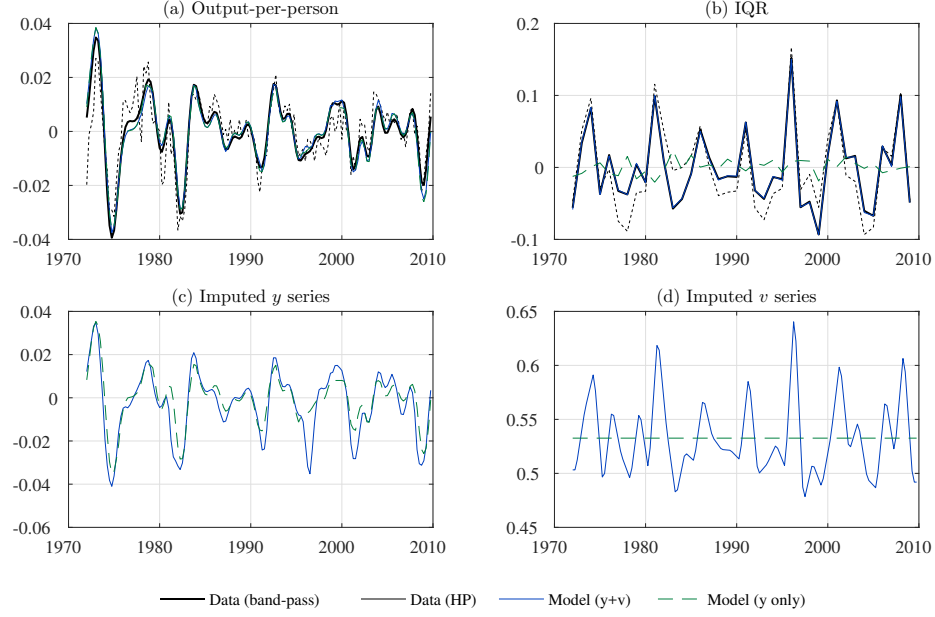 (a) Output-per-person
0.04
0.02
0
-0.02
-0.04
1970 1980 1990 2000 2010
(b) IQR
0.2
0.1
0
-0.1
1970 1980 1990 2000 2010
(c) Imputed y series
0.04
0.02
0
-0.02
-0.04
-0.06
1970 1980 1990 2000 2010
(d) Imputed v series
0.65
0.6
0.55
0.5
0.45
1970 1980 1990 2000 2010
Data (band-pass) Data (HP) Model (y+v) Model (y only)